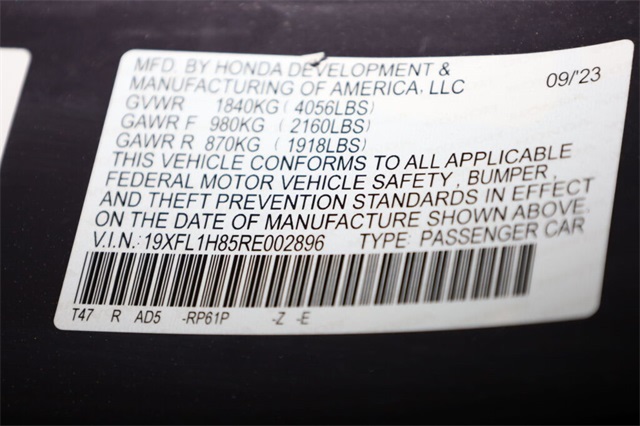 MFD. BY HONDA DEVELOPMENT &
MANUFACTURING OF AMERICA, LLC 09/'23
GVWR 1840KG ( 4056LBS)
GAWR F 980KG ( 2160LBS)
GAWR R 870KG ( 1918LBS)
THIS VEHICLE CONFORMS TO ALL APPLICABLE
FEDERAL MOTOR VEHICLE SAFETY, BUMPER,
AND THEFT PREVENTION STANDARDS IN EFFECT
ON THE DATE OF MANUFACTURE SHOWN ABOVE.
V.I.N.: 19XFL1H85RE002896 TYPE: PASSENGER CAR
T47 R AD5 -RP61P -Z -E